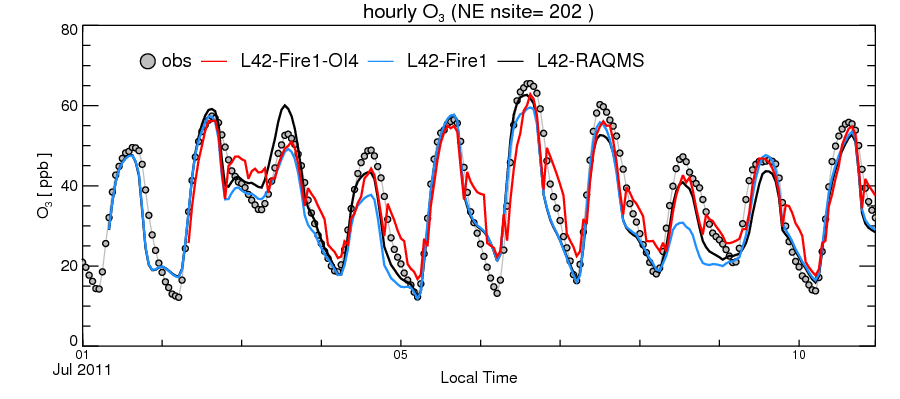 hourly O₃ (NE nsite= 202 )
obs L42-Fire1-OI4 L42-Fire1 L42-RAQMS
80
60
40
20
0
O₃ [ ppb ]
01 05 10
Jul 2011
Local Time